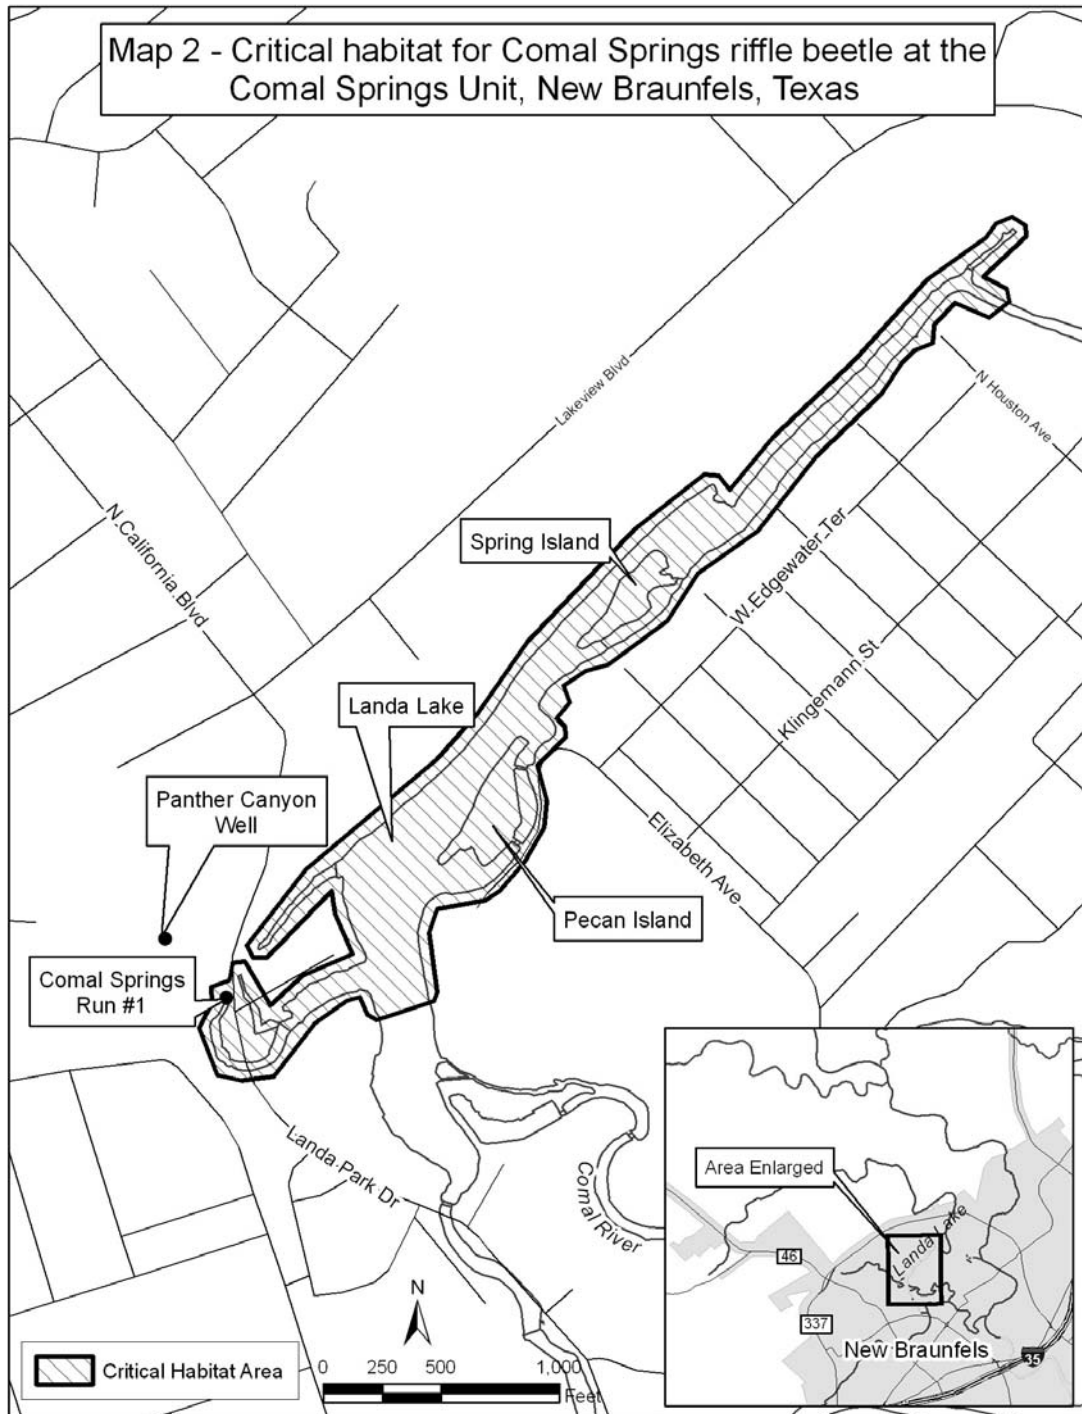 Map 2 - Critical habitat for Comal Springs riffle beetle at the
Comal Springs Unit, New Braunfels, Texas
Lakeview Blvd
N Houston Ave
N California Blvd
Spring Island
W Edgewater Ter
Klingemann St
Landa Lake
Panther Canyon
Well
Elizabeth Ave
Pecan Island
Comal Springs
Run #1
Landa Park Dr
Comal River
Area Enlarged
Landa Lake
46
337
New Braunfels
35
N
Critical Habitat Area
0 250 500 1,000
Feet